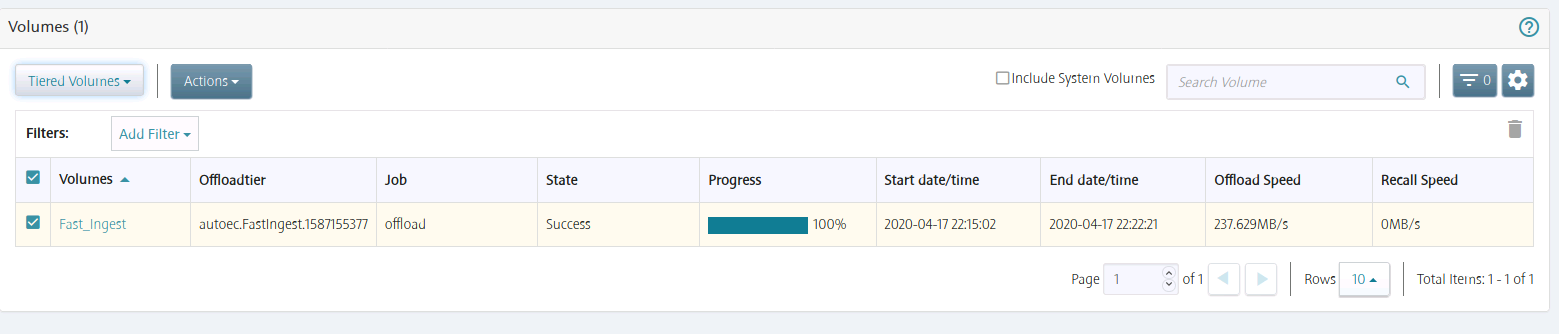 Volumes (1)
Tiered Volumes Actions Include System Volumes Search Volume 0
Filters: Add Filter
Volumes Offloadtier Job State Progress Start date/time End date/time Offload Speed Recall Speed
Fast_Ingest autoec.FastIngest.1587155377 offload Success 100% 2020-04-17 22:15:02 2020-04-17 22:22:21 237.629MB/s 0MB/s
Page 1 of 1 Rows 10 Total Items: 1 - 1 of 1